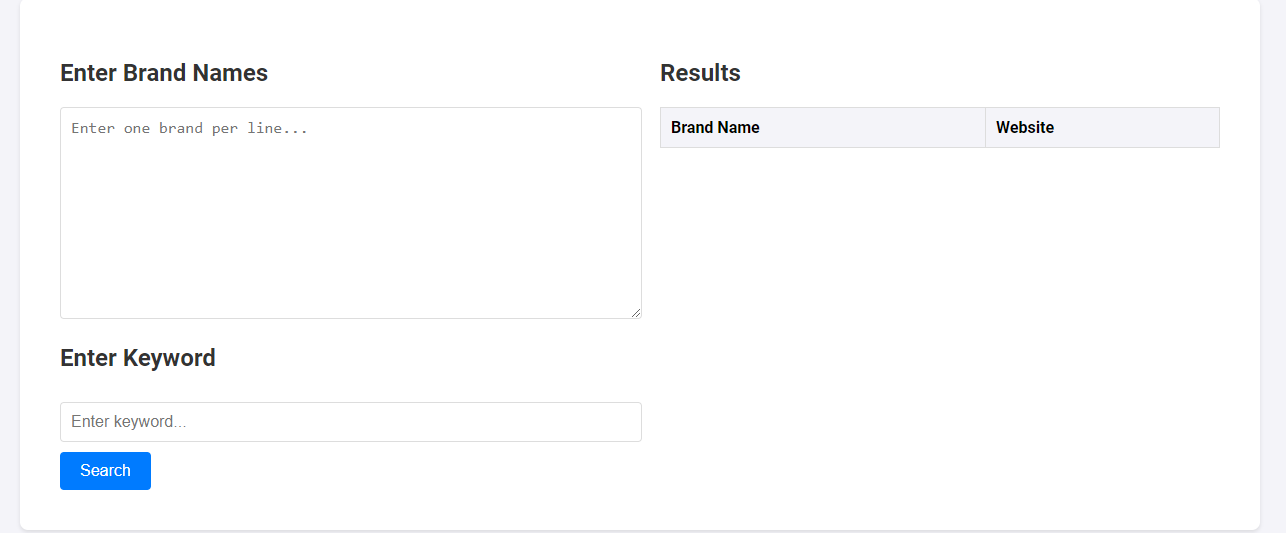 Enter Brand Names
Enter one brand per line...
Enter Keyword
Enter keyword...
Search
Results
Brand Name Website